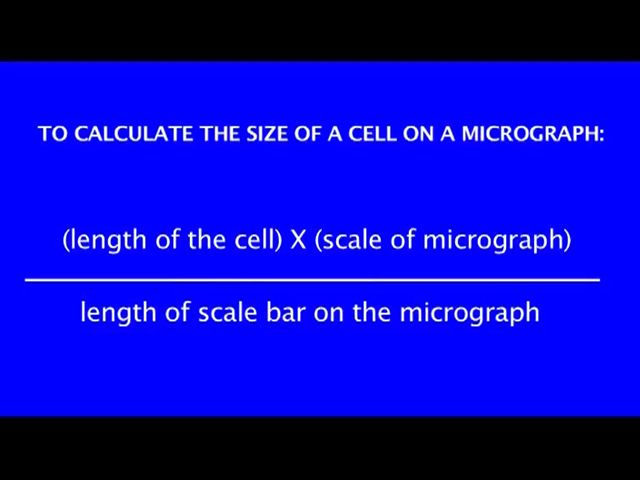 TO CALCULATE THE SIZE OF A CELL ON A MICROGRAPH:
(length of the cell) X (scale of micrograph)
length of scale bar on the micrograph